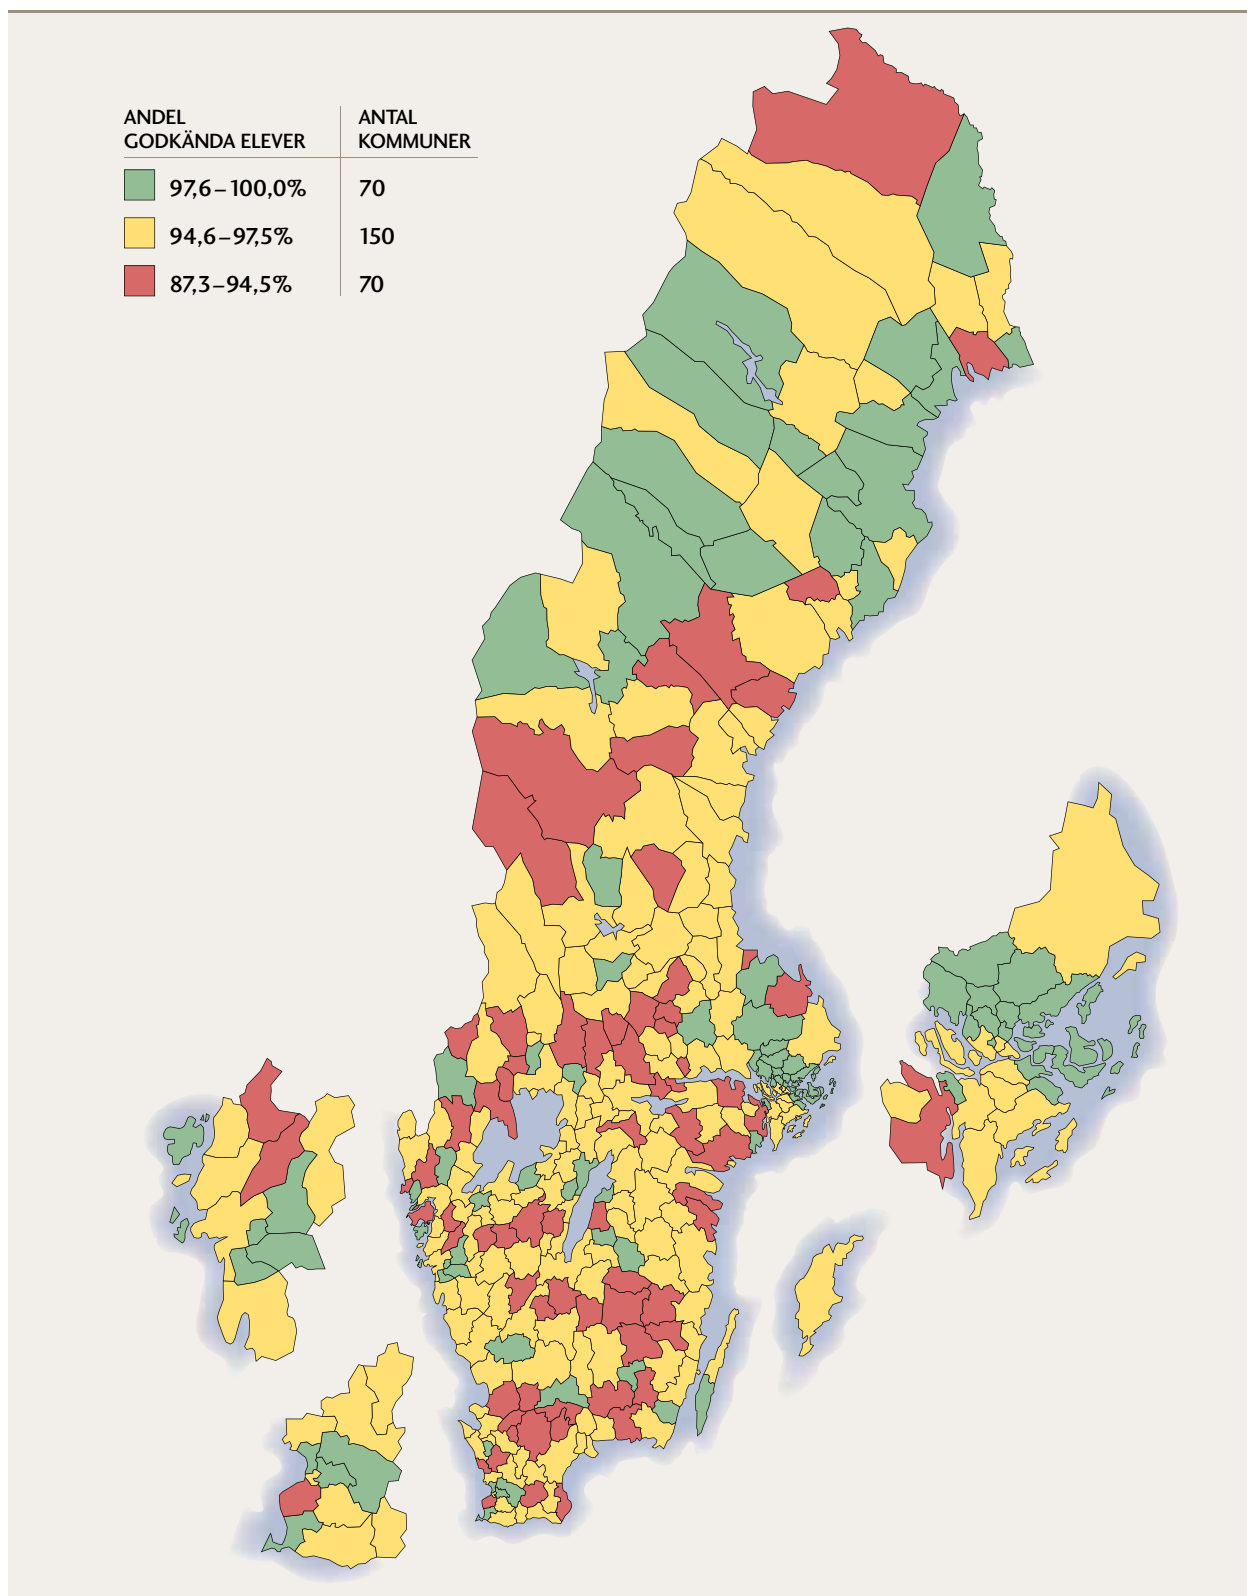 ANDEL
GODKÄNDA ELEVER
ANTAL
KOMMUNER
97,6–100,0% 70
94,6–97,5% 150
87,3–94,5% 70